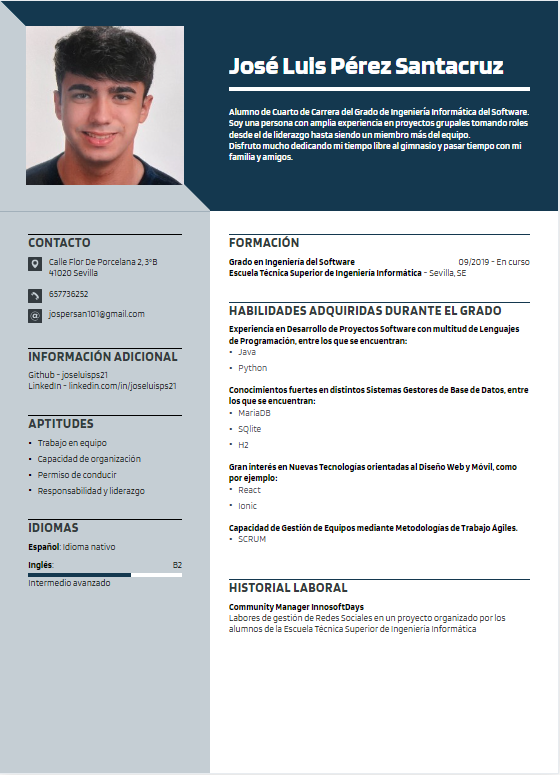 José Luis Pérez Santacruz
Alumno de Cuarto de Carrera del Grado de Ingeniería Informática del Software.
Soy una persona con amplia experiencia en proyectos grupales tomando roles
desde el de liderazgo hasta siendo un miembro más del equipo.
Disfruto mucho dedicando mi tiempo libre al gimnasio y pasar tiempo con mi
familia y amigos.
CONTACTO
Calle Flor De Porcelana 2, 3ºB
41020 Sevilla
657736252
jospersan101@gmail.com
INFORMACIÓN ADICIONAL
Github - joseluisps21
LinkedIn - linkedin.com/in/joseluisps21
APTITUDES
• Trabajo en equipo
• Capacidad de organización
• Permiso de conducir
• Responsabilidad y liderazgo
IDIOMAS
Español: Idioma nativo
Inglés: B2
Intermedio avanzado
FORMACIÓN
Grado en Ingeniería del Software 09/2019 - En curso
Escuela Técnica Superior de Ingeniería Informática - Sevilla, SE
HABILIDADES ADQUIRIDAS DURANTE EL GRADO
Experiencia en Desarrollo de Proyectos Software con multitud de Lenguajes
de Programación, entre los que se encuentran:
• Java
• Python
Conocimientos fuertes en distintos Sistemas Gestores de Base de Datos, entre
los que se encuentran:
• MariaDB
• SQlite
• H2
Gran interés en Nuevas Tecnologías orientadas al Diseño Web y Móvil, como
por ejemplo:
• React
• Ionic
Capacidad de Gestión de Equipos mediante Metodologías de Trabajo Ágiles.
• SCRUM
HISTORIAL LABORAL
Community Manager InnosoftDays
Labores de gestión de Redes Sociales en un proyecto organizado por los
alumnos de la Escuela Técnica Superior de Ingeniería Informática